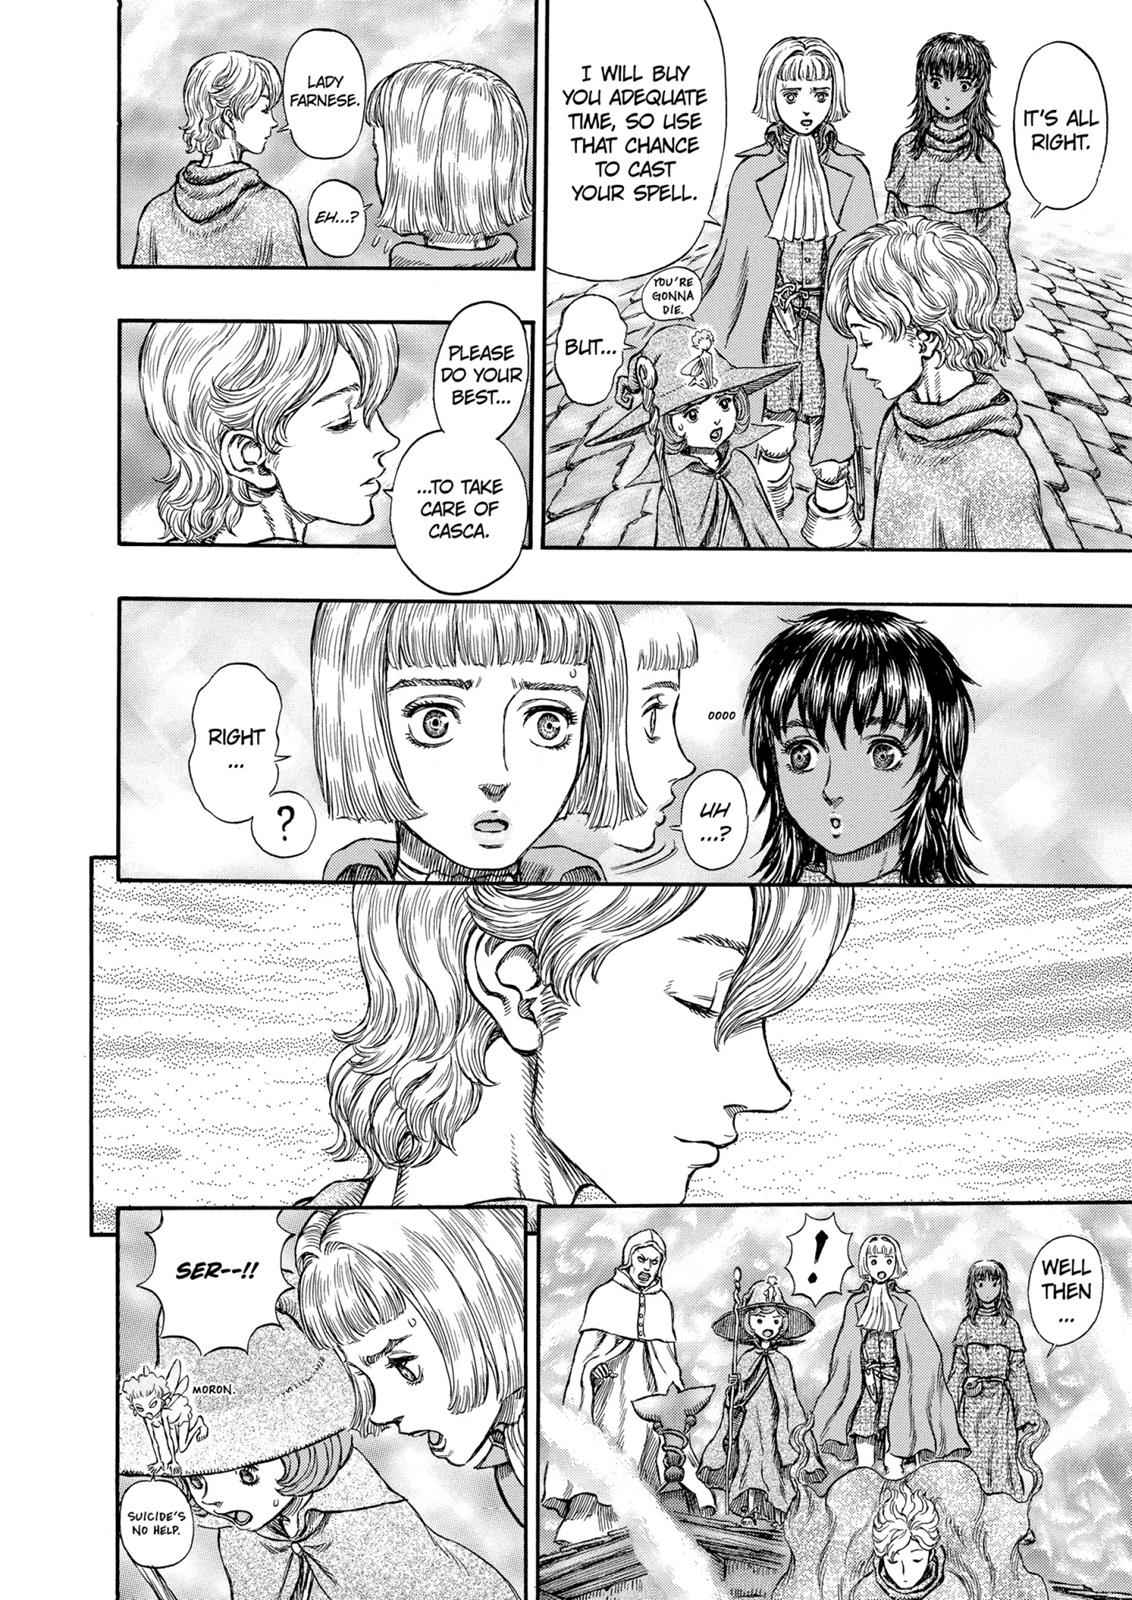 IT'S ALL
RIGHT.
I WILL BUY
YOU ADEQUATE
TIME, SO USE
THAT CHANCE
TO CAST
YOUR SPELL.
YOU'RE
GONNA
DIE.
BUT...
LADY
FARNESE.
EH...?
PLEASE
DO YOUR
BEST...
...TO TAKE
CARE OF
CASCA.
OOOO
UH
...?
RIGHT
...
?
WELL
THEN
...
!
SER--!!
MORON.
SUICIDE'S
NO HELP.